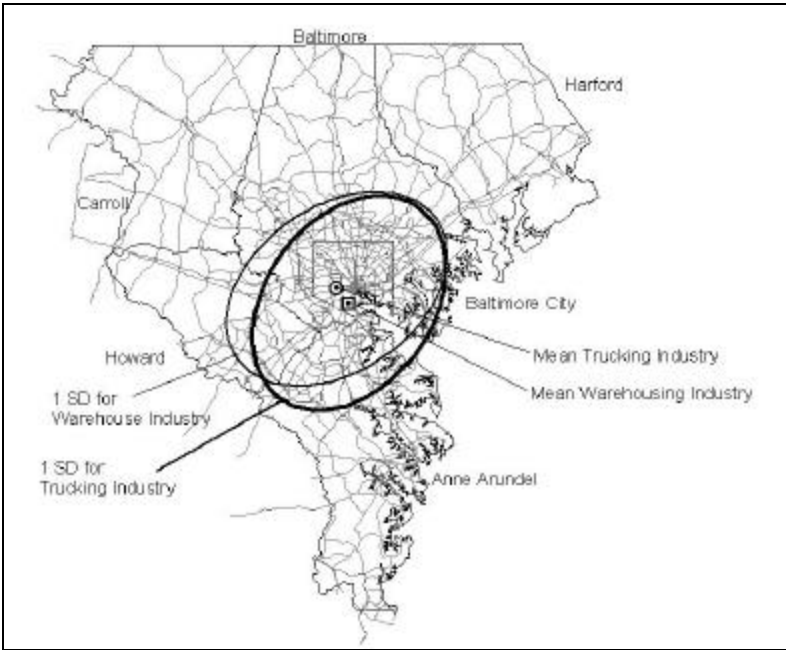 Baltimore
Harford
Carroll
Baltimore City
Howard
Mean Trucking Industry
1 SD for
Warehouse Industry
Mean Warehousing Industry
1 SD for
Trucking Industry
Anne Arundel